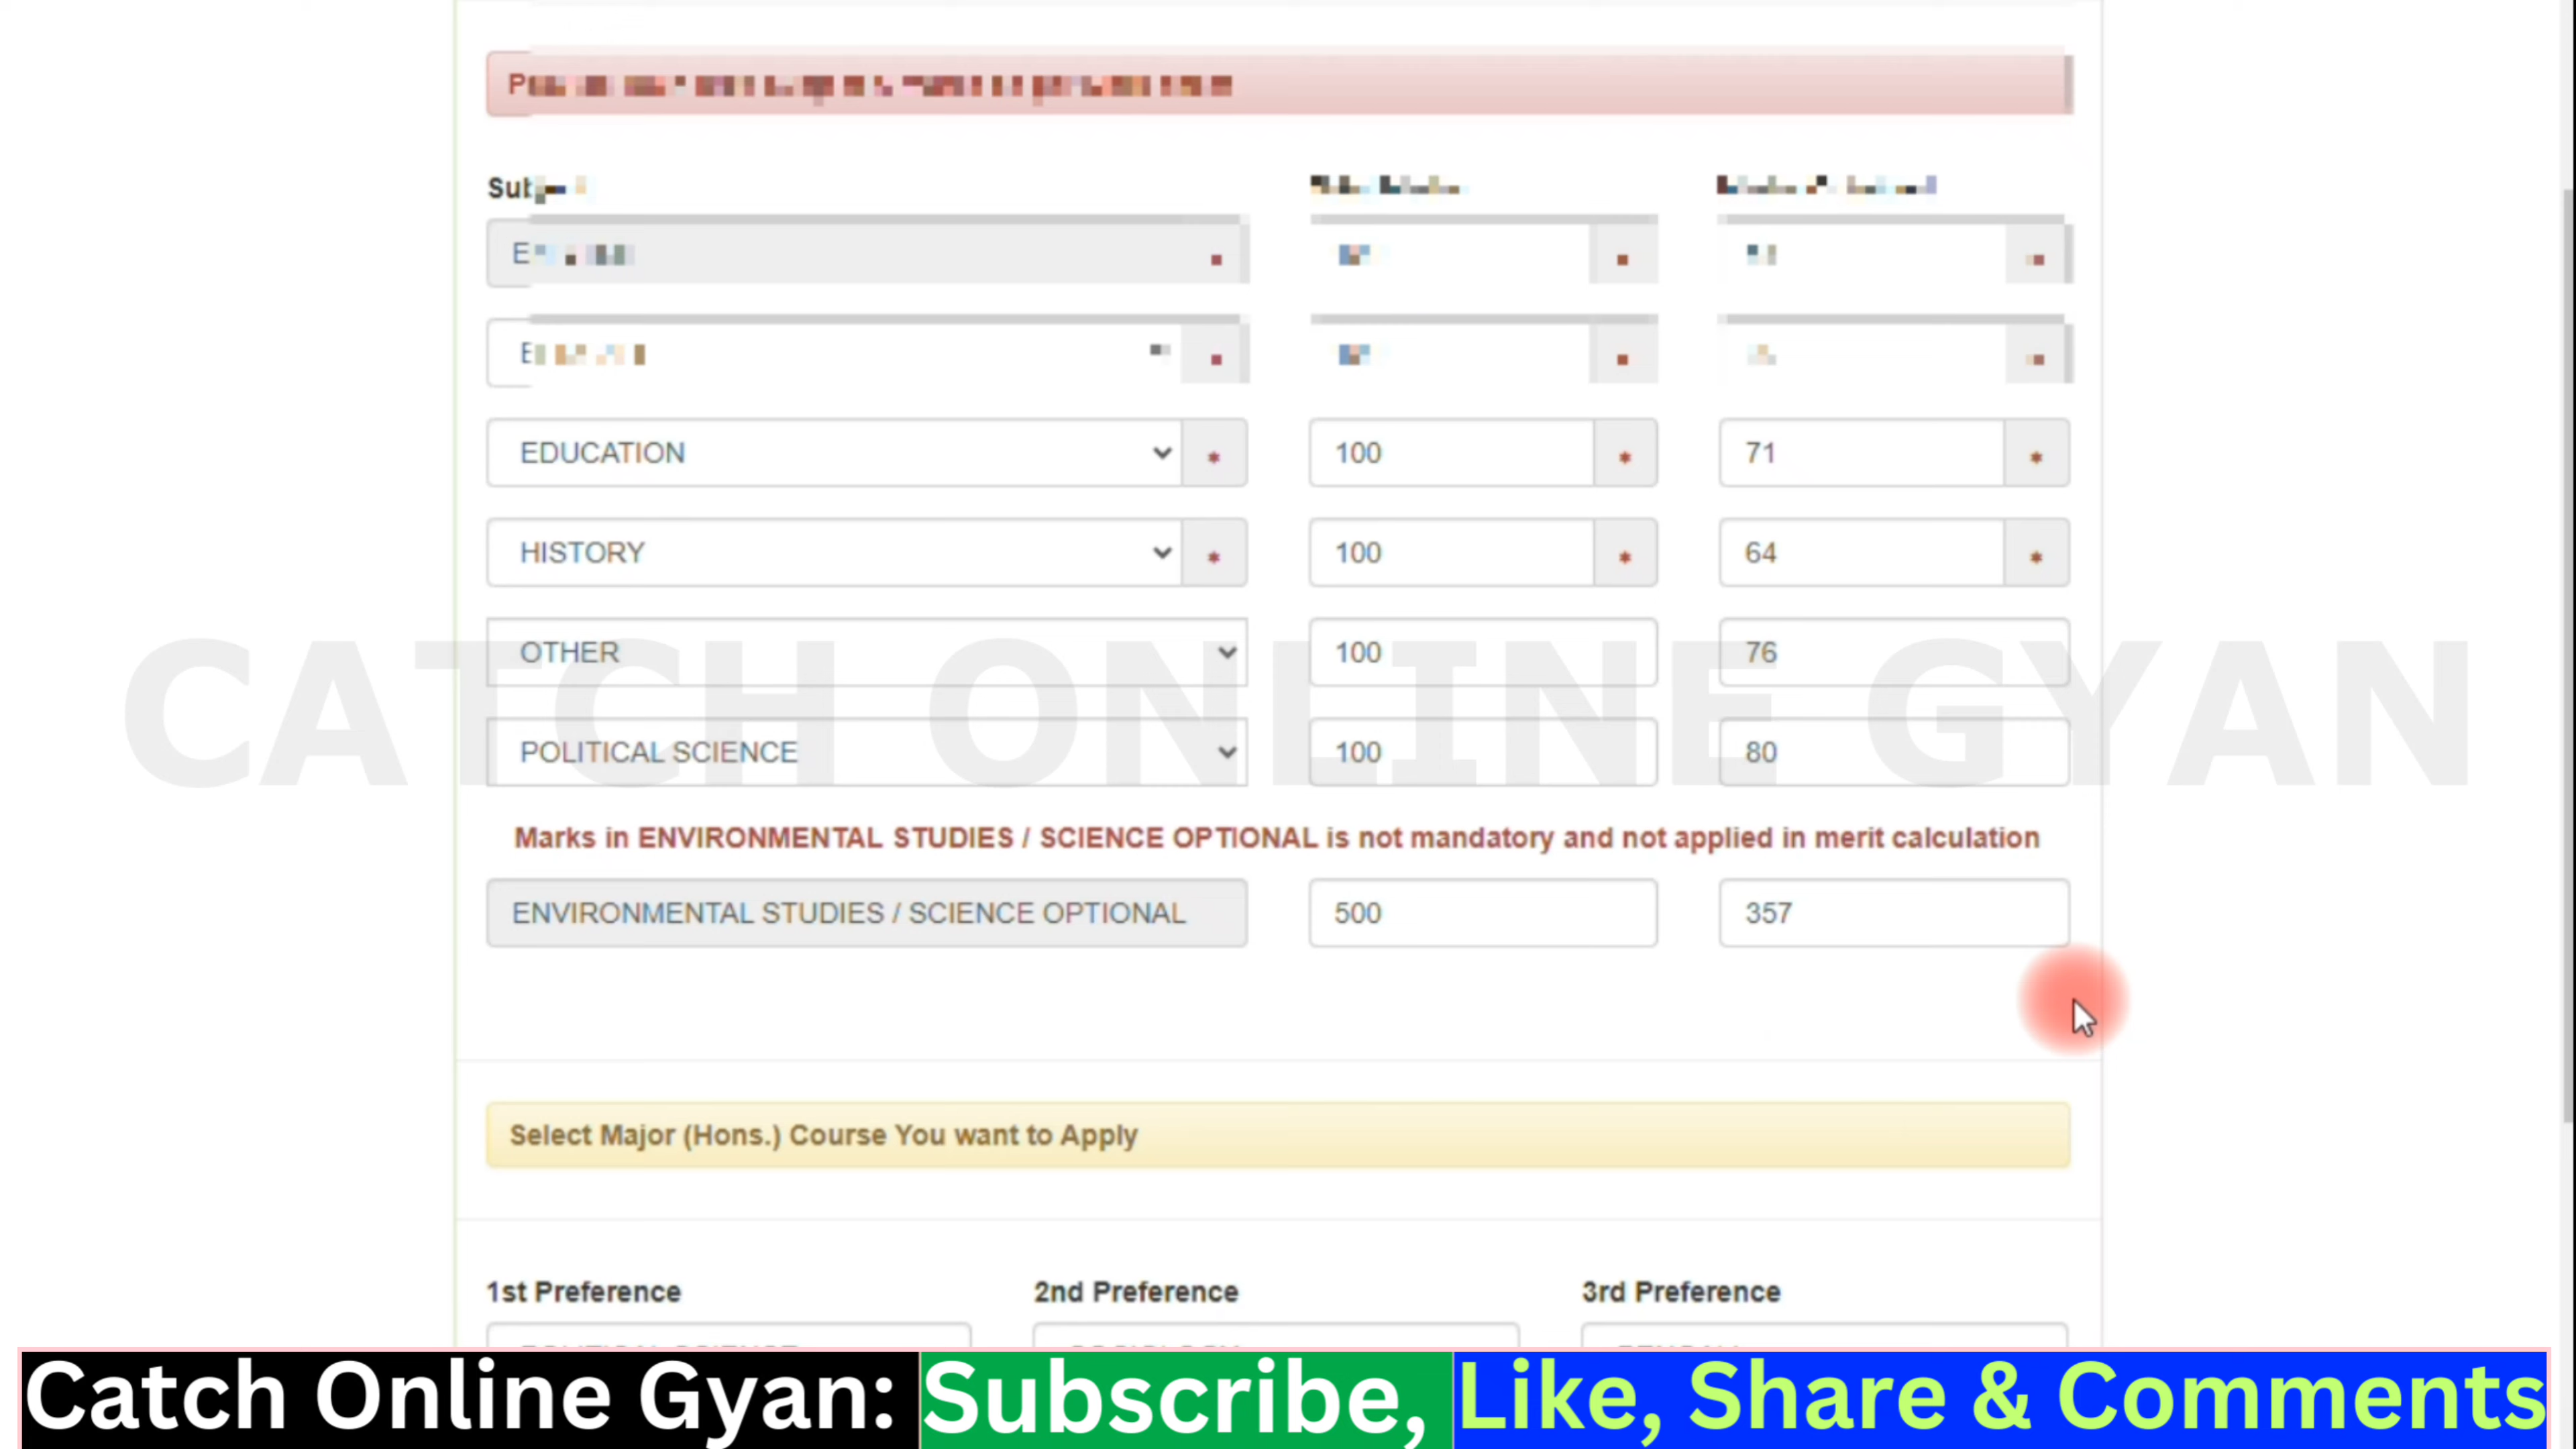 EDUCATION 100 71
HISTORY 100 64
OTHER 100 76
POLITICAL SCIENCE 100 80
CATCH ONLINE GYAN
Marks in ENVIRONMENTAL STUDIES / SCIENCE OPTIONAL is not mandatory and not applied in merit calculation
ENVIRONMENTAL STUDIES / SCIENCE OPTIONAL 500 357
Select Major (Hons.) Course You want to Apply
1st Preference 2nd Preference 3rd Preference
Catch Online Gyan: Subscribe, Like, Share & Comments